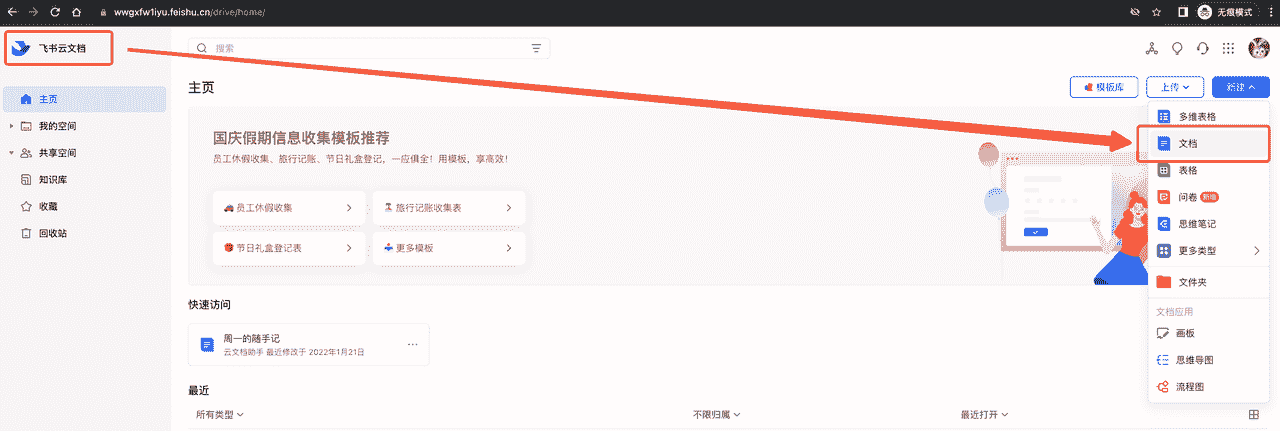 wwgxfw1iyu.feishu.cn/drive/home/
无痕模式
飞书云文档
搜索
主页
我的空间
共享空间
知识库
收藏
回收站
主页
模板库
上传
新建
国庆假期信息收集模板推荐
员工休假收集、旅行记账、节日礼盒登记，一应俱全！用模板，享高效！
员工休假收集
旅行记账收集表
节日礼盒登记表
更多模板
多维表格
文档
表格
问卷 新增
思维笔记
更多类型
文件夹
文档应用
画板
思维导图
流程图
快速访问
周一的随手记
云文档助手 最近修改于 2022年1月21日
最近
所有类型
不限归属
最近打开